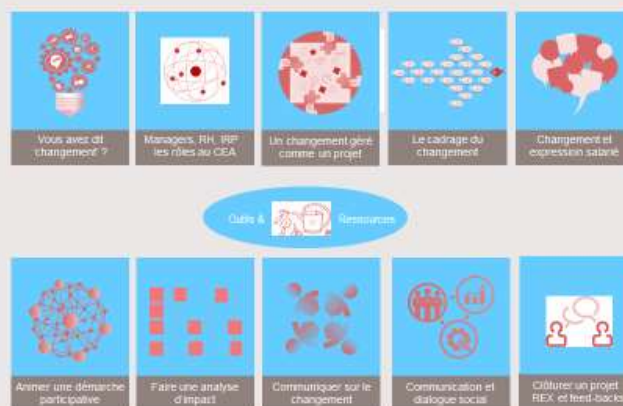 Vous avez dit
changement ?
Managers, RH, IRP
les rôles au CEA
Un changement géré
comme un projet
Le cadrage du
changement
Changement et
expression salarié
Outils & Ressources
Animer une démarche
participative
Faire une analyse
d'impact
Communiquer sur le
changement
Communication et
dialogue social
Clôturer un projet
REX et feed-backs